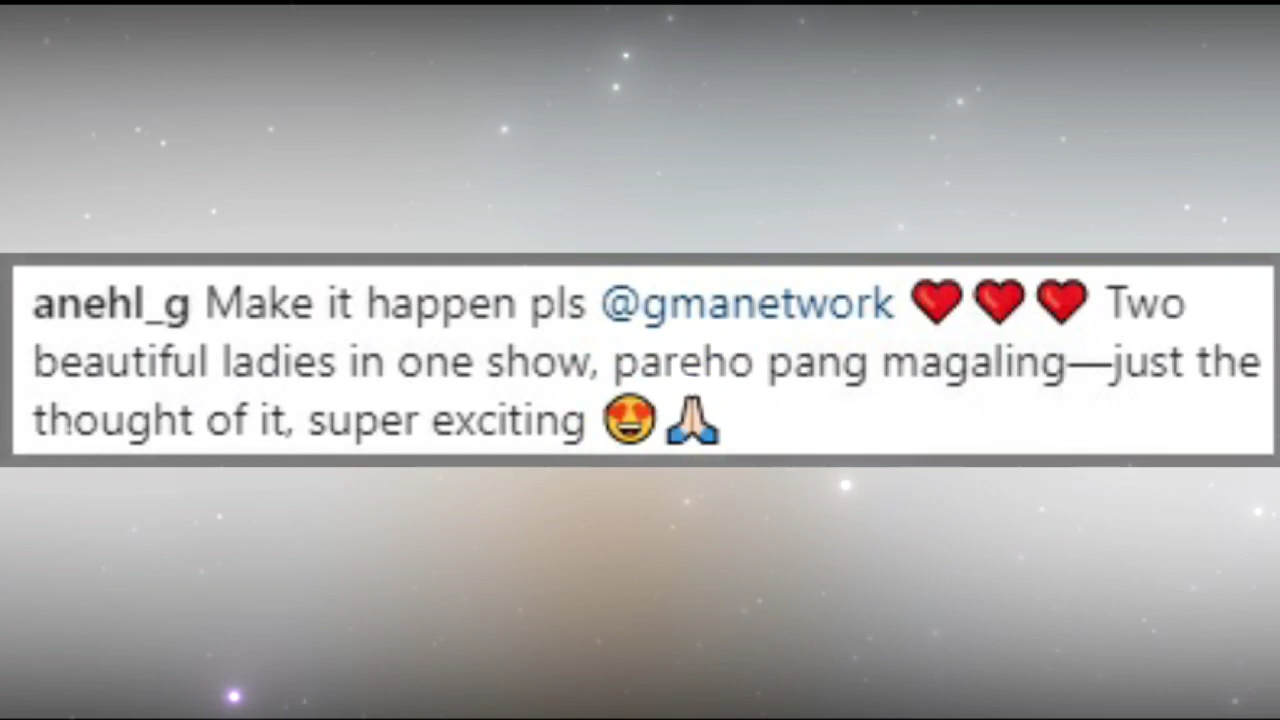 anehl_g Make it happen pls @gmanetwork ❤️❤️❤️ Two
beautiful ladies in one show, pareho pang magaling—just the
thought of it, super exciting 😍🙏🏻